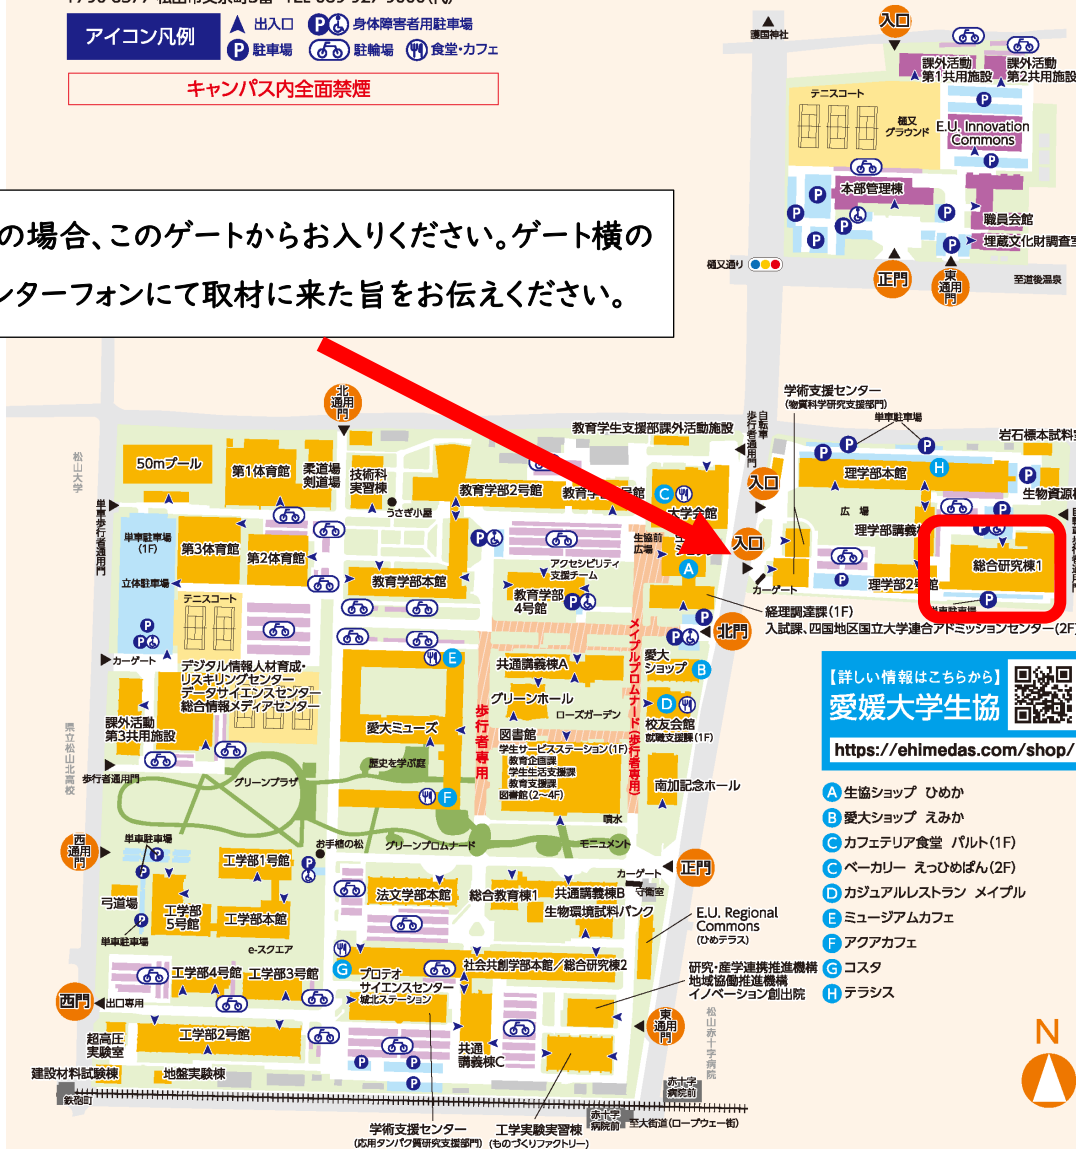 アイコン凡例
出入口
身体障害者用駐車場
駐車場
駐輪場
食堂・カフェ
キャンパス内全面禁煙
の場合、このゲートからお入りください。ゲート横の
ンターフォンにて取材に来た旨をお伝えください。
護国神社
入口
課外活動
第1共用施設
課外活動
第2共用施設
テニスコート
樋又
グラウンド
E.U. Innovation
Commons
本部管理棟
職員会館
埋蔵文化財調査室
樋又通り
正門
東通用門
至道後温泉
北通用門
松山大学
50mプール
第1体育館
柔道場
剣道場
技術科
実習棟
うさぎ小屋
教育学生支援部課外活動施設
教育学部2号館
教育学
号館
大学会館
自転車
歩行者通用門
入口
学術支援センター
(物質科学研究支援部門)
単車駐車場
岩石標本試料室
理学部本館
生物資源
広場
理学部講義
総合研究棟1
理学部2号館
単車駐車場
単車歩行者通用門
単車駐車場
(1F)
立体駐車場
第3体育館
第2体育館
教育学部本館
アクセシビリティ
支援チーム
教育学部
4号館
生協前
広場
入口
カーゲート
経理調達課(1F)
入試課、四国地区国立大学連合アドミッションセンター(2F)
北門
テニスコート
カーゲート
デジタル情報人材育成・
リスキリングセンター
データサイエンスセンター
総合情報メディアセンター
課外活動
第3共用施設
歩行者通用門
県立松山北高校
愛大ミューズ
歴史を学ぶ庭
歩行者専用
共通講義棟A
グリーンホール
ローズガーデン
図書館
学生サービスステーション(1F)
教育企画課
学生生活支援課
教育支援課
図書館(2〜4F)
メイプルプロムナード(歩行者専用)
愛大
ショップ
校友会館
就職支援課(1F)
南加記念ホール
噴水
モニュメント
グリーンプラザ
グリーンプロムナード
お手植の松
西通用門
単車駐車場
工学部1号館
弓道場
工学部
5号館
工学部本館
単車駐車場
e-スクエア
法文学部本館
総合教育棟1
共通講義棟B
生物環境試料バンク
カーゲート
守衛室
正門
E.U. Regional
Commons
(ひめテラス)
工学部4号館
工学部3号館
プロテオ
サイエンスセンター
城北ステーション
社会共創学部本館／総合研究棟2
研究・産学連携推進機構
地域協働推進機構
イノベーション創出院
西門
出口専用
超高圧
実験室
工学部2号館
共通
講義棟C
東通用門
松山赤十字病院
建設材料試験棟
地盤実験棟
鉄砲町
赤十字
病院前
赤十字
病院前
至大街道(ロープウェー街)
学術支援センター
(応用タンパク質研究支援部門)
工学実験実習棟
(ものづくりファクトリー)
【詳しい情報はこちらから】
愛媛大学生協
https://ehimedas.com/shop/
A 生協ショップ ひめか
B 愛大ショップ えみか
C カフェテリア食堂 パルト(1F)
C ベーカリー えっひめぱん(2F)
D カジュアルレストラン メイプル
E ミュージアムカフェ
F アクアカフェ
G コスタ
H テラシス
N